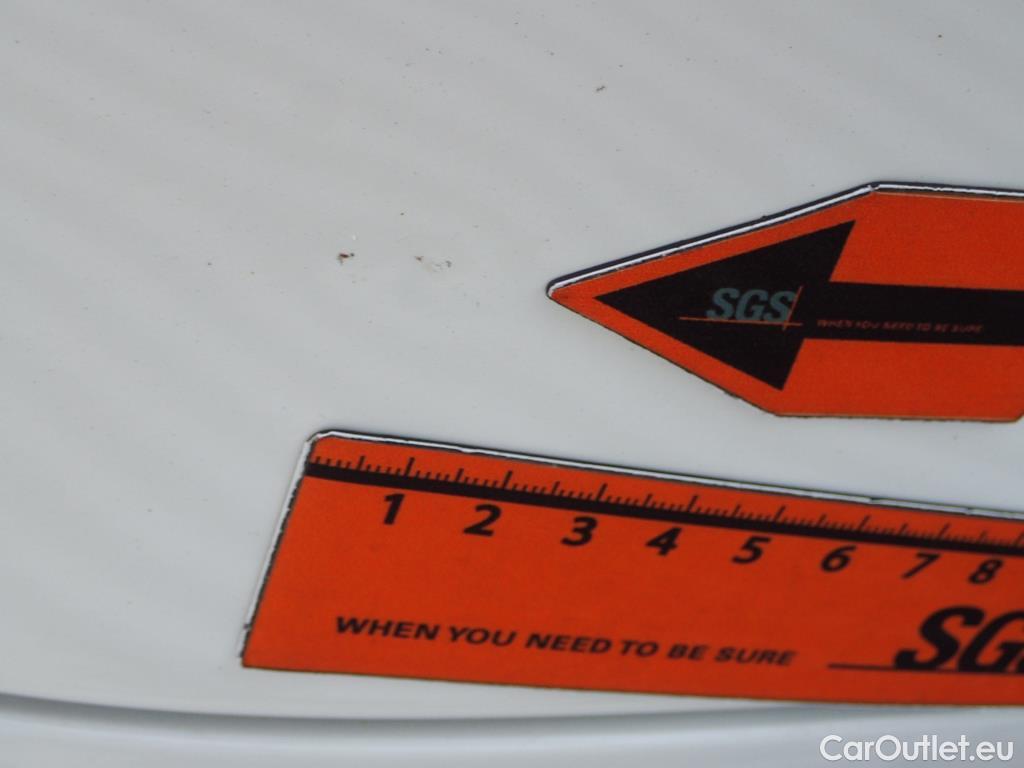 SGS
WHEN YOU NEED TO BE SURE
1 2 3 4 5 6 7 8
WHEN YOU NEED TO BE SURE
SGS
CarOutlet.eu